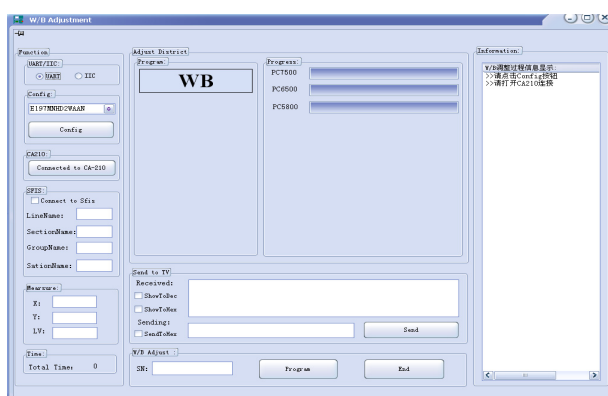 W/B Adjustment
Function
UART/IIC:
UART
IIC
Config:
E197MNHD2WAAN
Config
CA210:
Connected to CA-210
SFIS:
Connect to Sfis
LineName:
SectionName:
GroupName:
SationName:
Mearsure:
X:
Y:
LV:
Time:
Total Time: 0
Adjust District
Program:
WB
Progress:
PCT500
PC6500
PC5800
Send to TV
Received:
ShowToDec
ShowToHex
Sending:
SendToHex
Send
W/B Adjust :
SN:
Program
End
Information:
W/B调整过程信息显示:
>>请点击Config按钮
>>请打开CA210连接